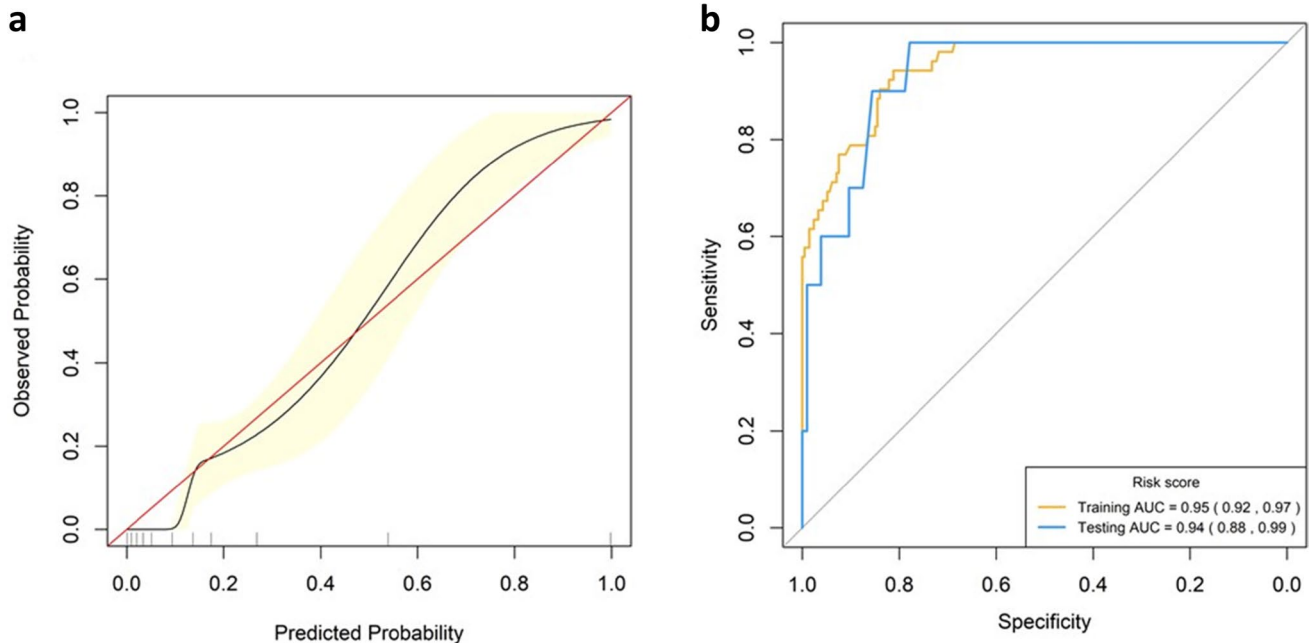 a
1.0
0.8
0.6
0.4
0.2
0.0
Observed Probability
0.0 0.2 0.4 0.6 0.8 1.0
Predicted Probability
b
1.0
0.8
0.6
0.4
0.2
0.0
Sensitivity
Risk score
Training AUC = 0.95 ( 0.92 , 0.97 )
Testing AUC = 0.94 ( 0.88 , 0.99 )
1.0 0.8 0.6 0.4 0.2 0.0
Specificity